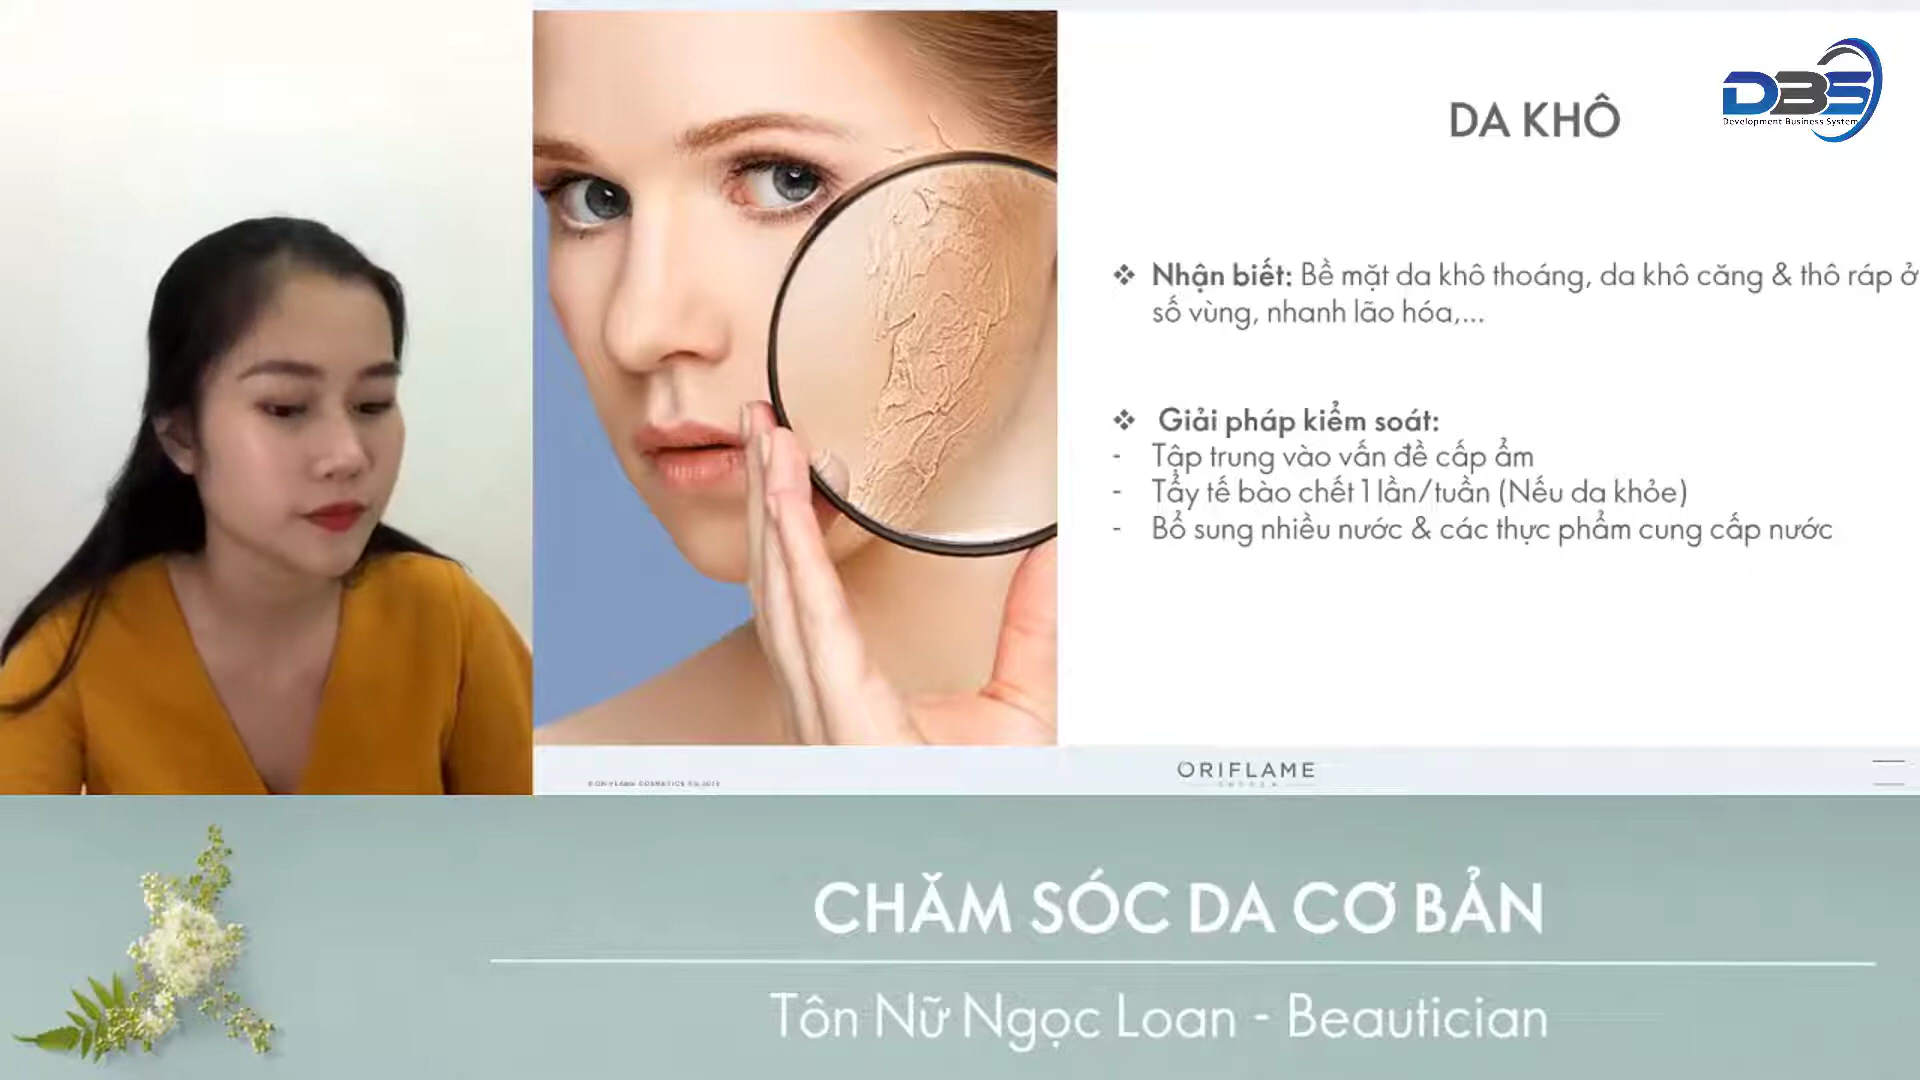 DBS
Development Business System
DA KHÔ
❖ Nhận biết: Bề mặt da khô thoáng, da khô căng & thô ráp ở
số vùng, nhanh lão hóa,...
❖ Giải pháp kiểm soát:
- Tập trung vào vấn đề cấp ẩm
- Tẩy tế bào chết 1 lần/tuần (Nếu da khỏe)
- Bổ sung nhiều nước & các thực phẩm cung cấp nước
ORIFLAME
CHĂM SÓC DA CƠ BẢN
Tôn Nữ Ngọc Loan - Beautician